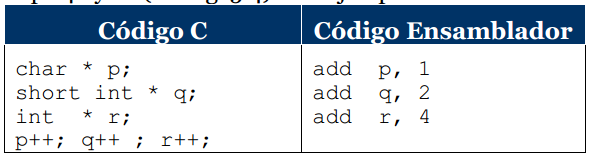 Código C
Código Ensamblador
char * p;
short int * q;
int  * r;
p++; q++ ; r++;
add  p, 1
add  q, 2
add  r, 4